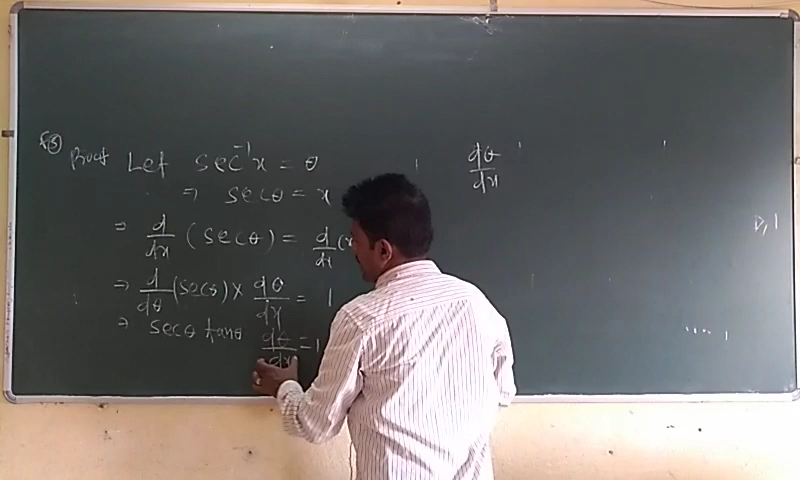 Proof Let sec⁻¹x = θ
⇒ secθ = x
⇒ d/dx (secθ) = d/dx (x
⇒ d/dθ (secθ) × dθ/dx = 1
⇒ secθ tanθ dθ/dx = 1
dθ/dx